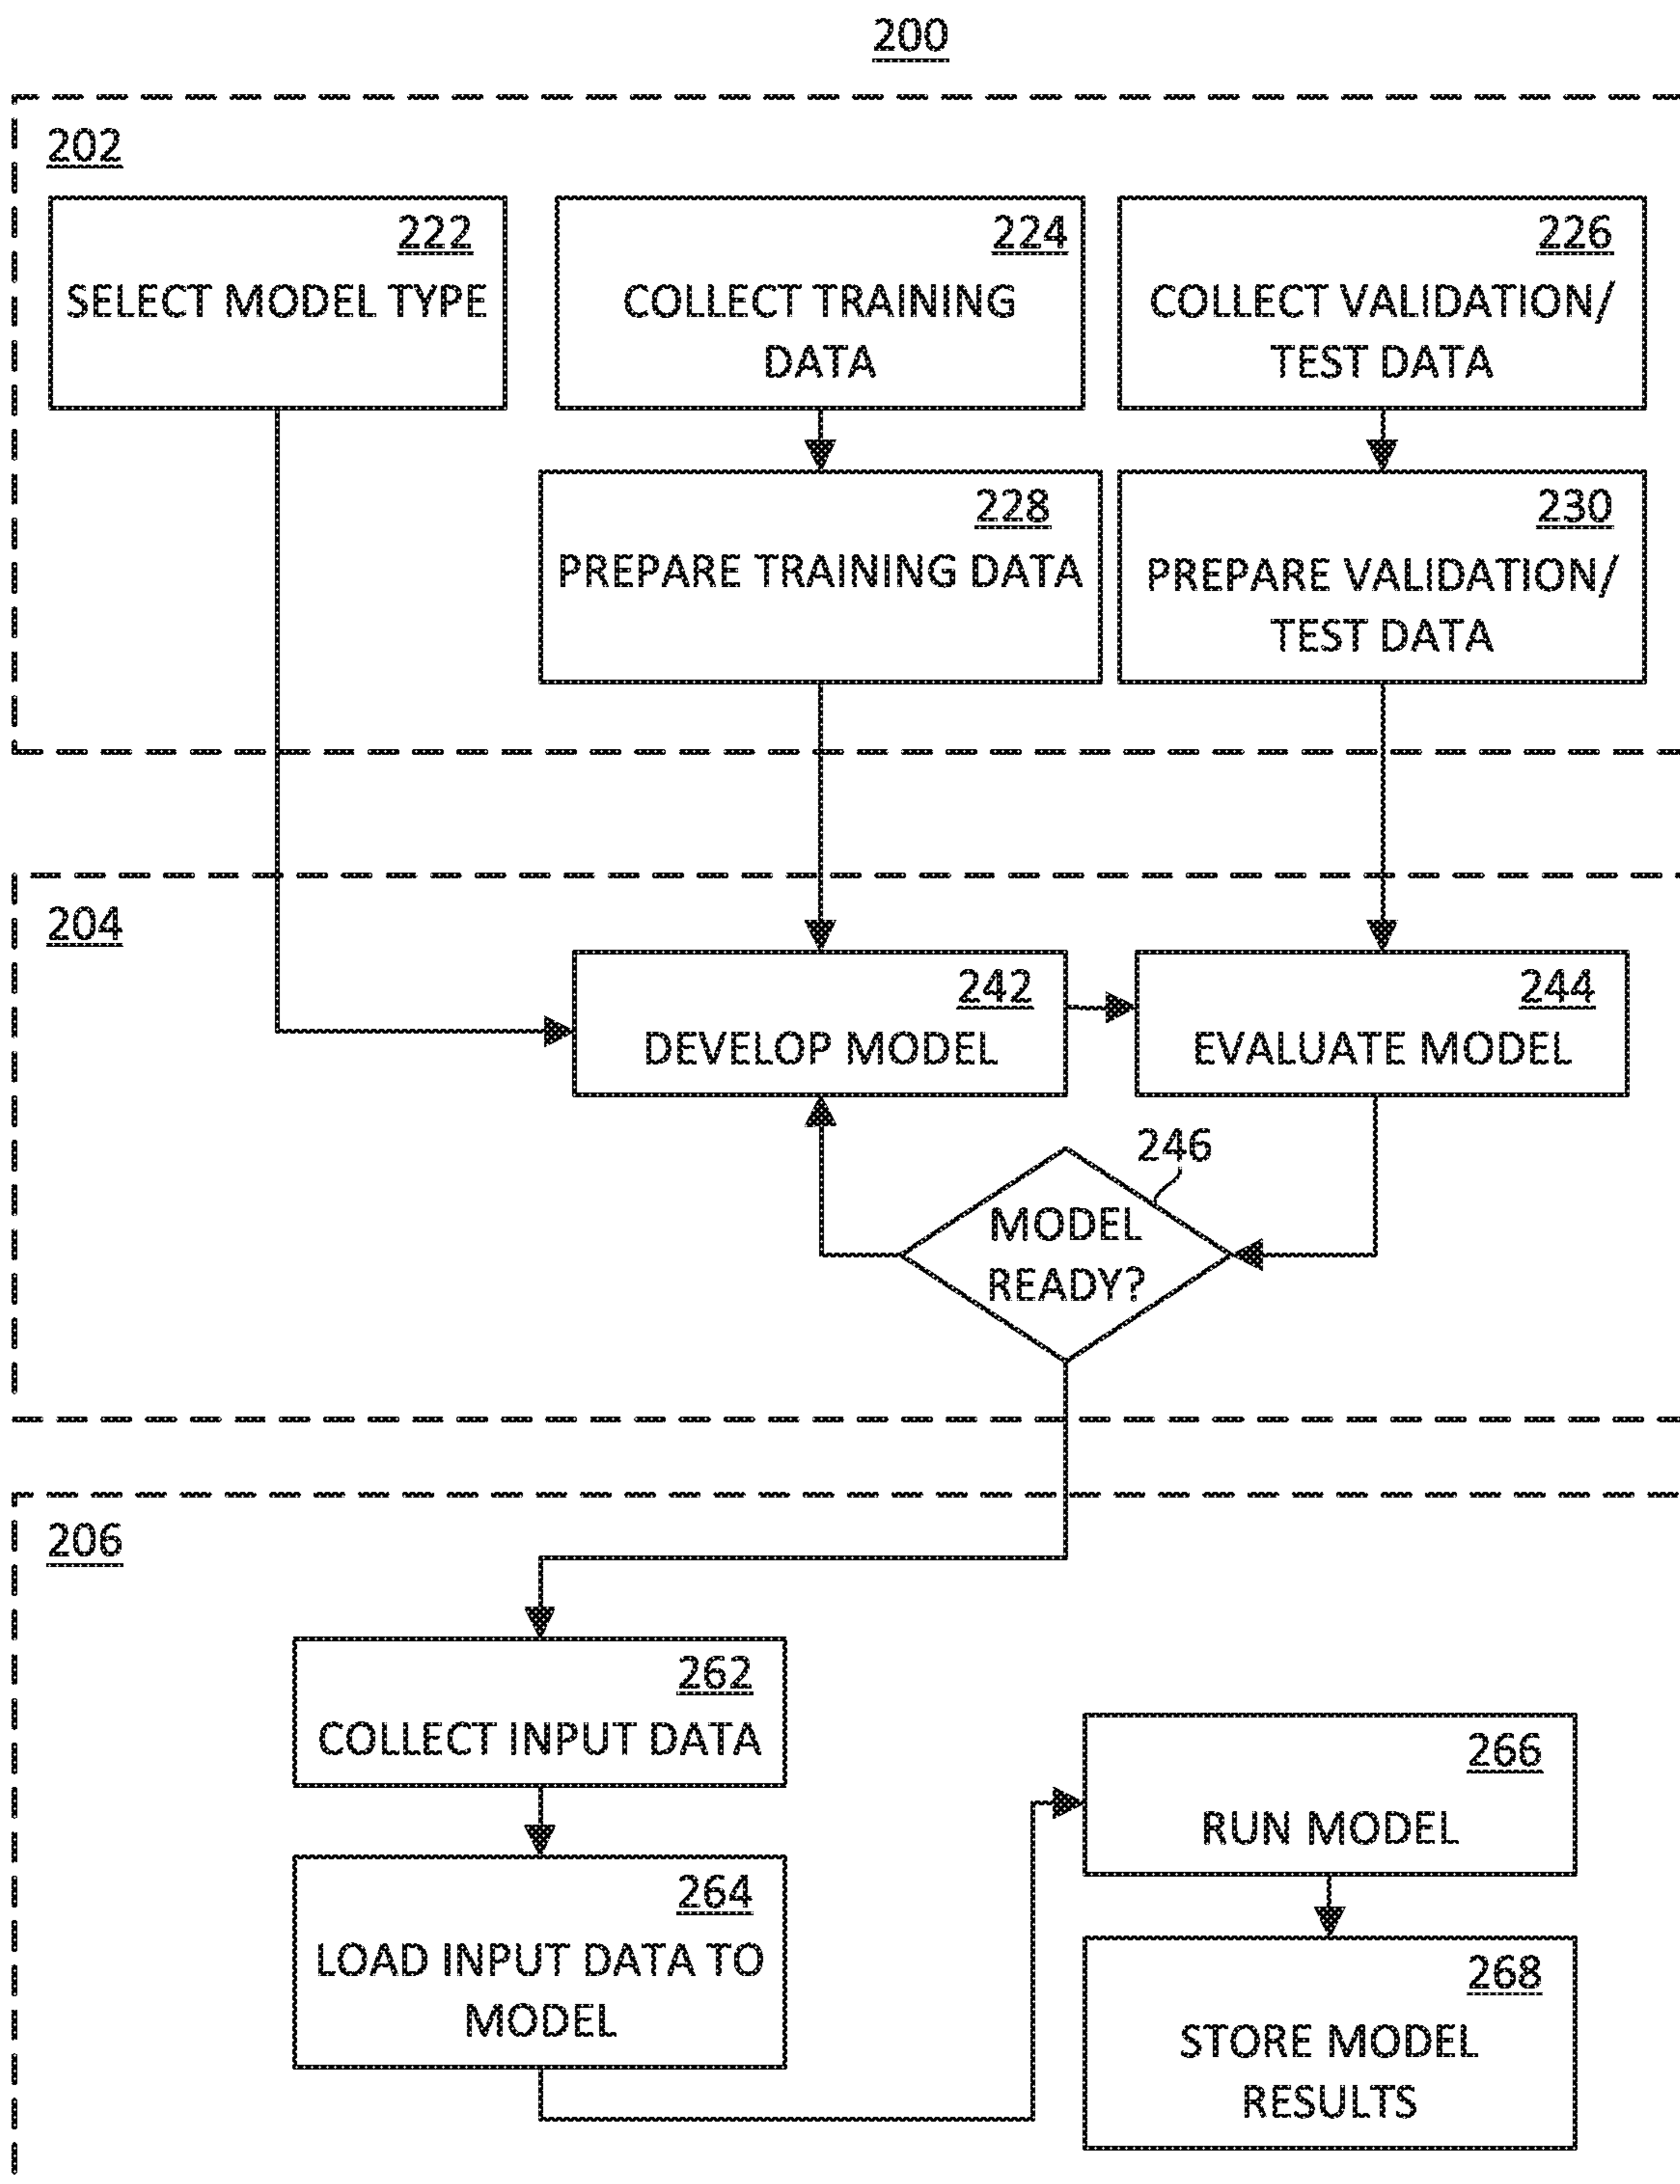 200
202
222
SELECT MODEL TYPE
224
COLLECT TRAINING
DATA
226
COLLECT VALIDATION/
TEST DATA
228
PREPARE TRAINING DATA
230
PREPARE VALIDATION/
TEST DATA
204
242
DEVELOP MODEL
244
EVALUATE MODEL
246
MODEL
READY?
206
262
COLLECT INPUT DATA
264
LOAD INPUT DATA TO
MODEL
266
RUN MODEL
268
STORE MODEL
RESULTS